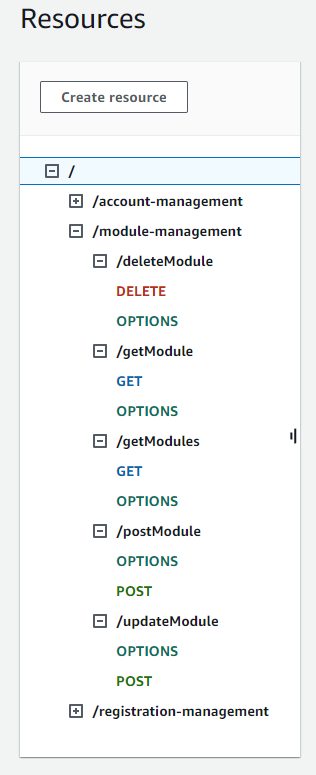 Resources
Create resource
/
/account-management
/module-management
/deleteModule
DELETE
OPTIONS
/getModule
GET
OPTIONS
/getModules
GET
OPTIONS
/postModule
OPTIONS
POST
/updateModule
OPTIONS
POST
/registration-management